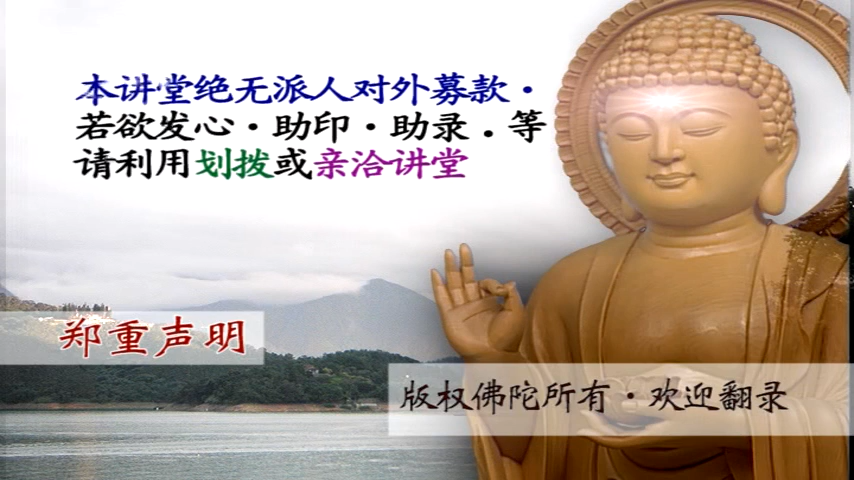 本讲堂绝无派人对外募款·
若欲发心·助印·助录.等
请利用划拨或亲洽讲堂
郑重声明
版权佛陀所有·欢迎翻录